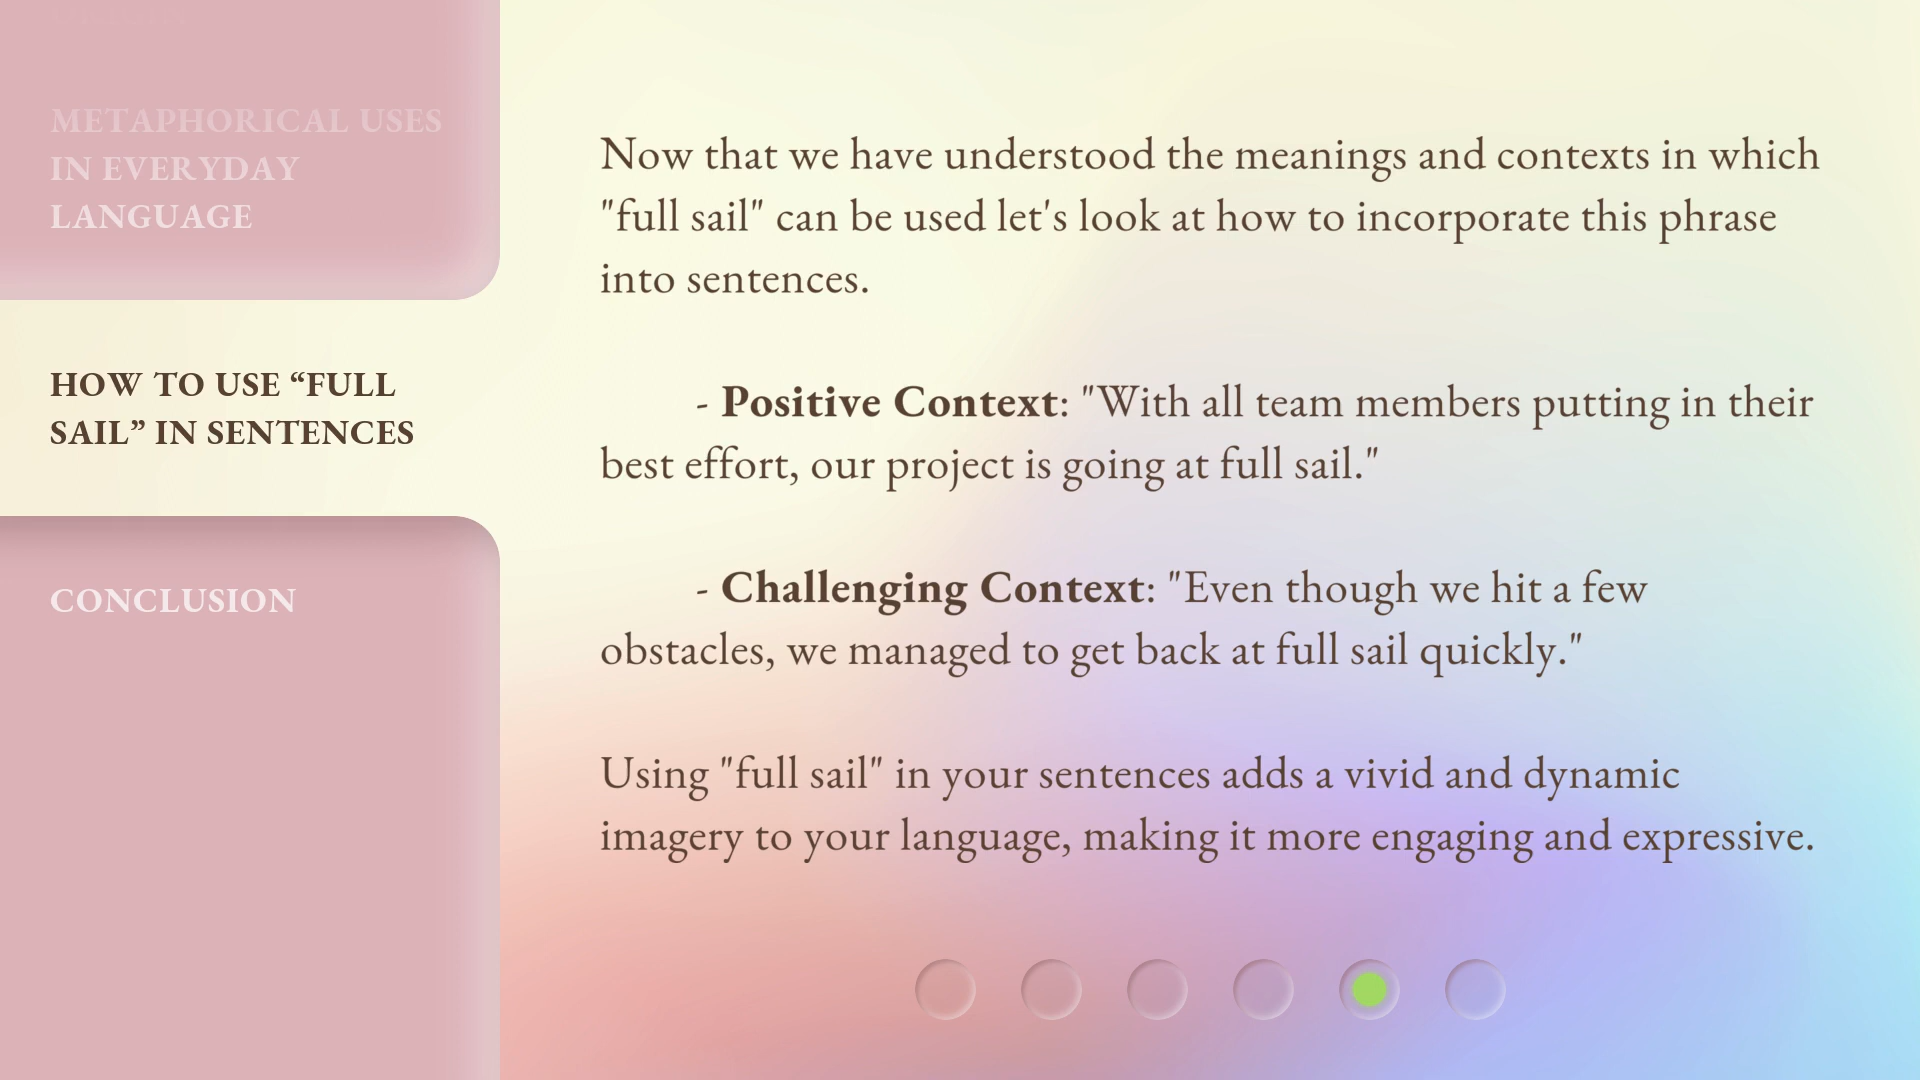 METAPHORICAL USES
IN EVERYDAY
LANGUAGE
HOW TO USE “FULL
SAIL” IN SENTENCES
CONCLUSION
Now that we have understood the meanings and contexts in which
"full sail" can be used let's look at how to incorporate this phrase
into sentences.
- Positive Context: "With all team members putting in their
best effort, our project is going at full sail."
- Challenging Context: "Even though we hit a few
obstacles, we managed to get back at full sail quickly."
Using "full sail" in your sentences adds a vivid and dynamic
imagery to your language, making it more engaging and expressive.